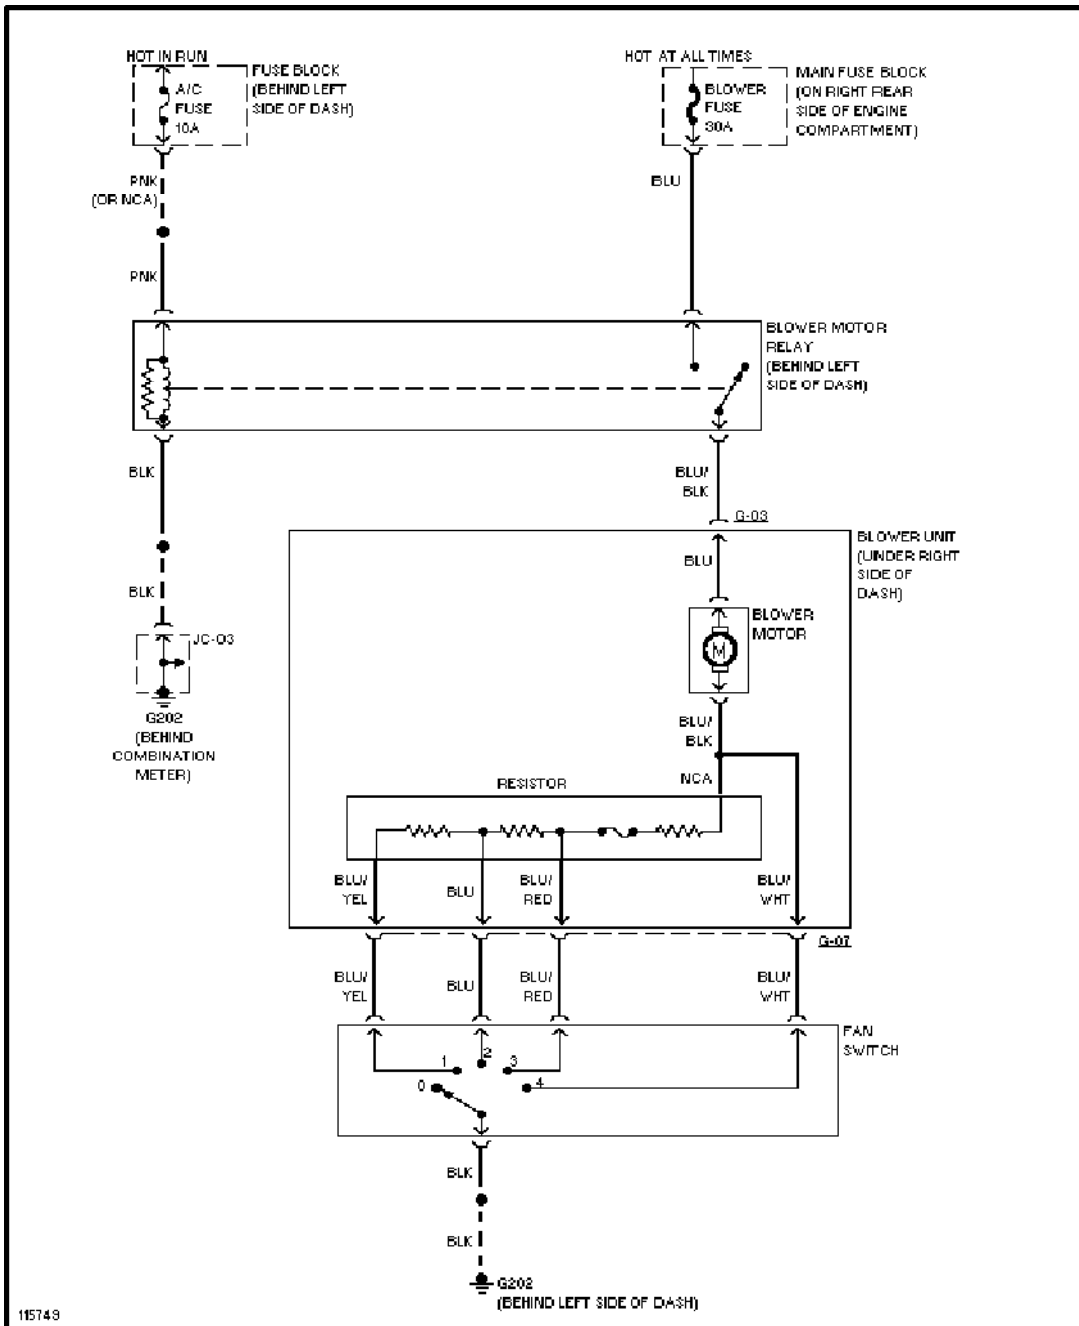 HOT IN RUN
FUSE BLOCK
(BEHIND LEFT
SIDE OF DASH)
A/C
FUSE
10A
HOT AT ALL TIMES
BLOWER
FUSE
30A
MAIN FUSE BLOCK
(ON RIGHT REAR
SIDE OF ENGINE
COMPARTMENT)
PNK
(OR NCA)
BLU
PNK
BLOWER MOTOR
RELAY
(BEHIND LEFT
SIDE OF DASH)
BLK
BLU/
BLK
G-03
BLOWER UNIT
(UNDER RIGHT
SIDE OF
DASH)
BLU
BLK
BLOWER
MOTOR
M
JC-03
G202
(BEHIND
COMBINATION
METER)
BLU/
BLK
NCA
RESISTOR
BLU/
YEL
BLU
BLU/
RED
BLU/
WHT
G-07
BLU/
YEL
BLU
BLU/
RED
BLU/
WHT
FAN
SWITCH
1
2
3
0
4
BLK
BLK
G202
(BEHIND LEFT SIDE OF DASH)
115749